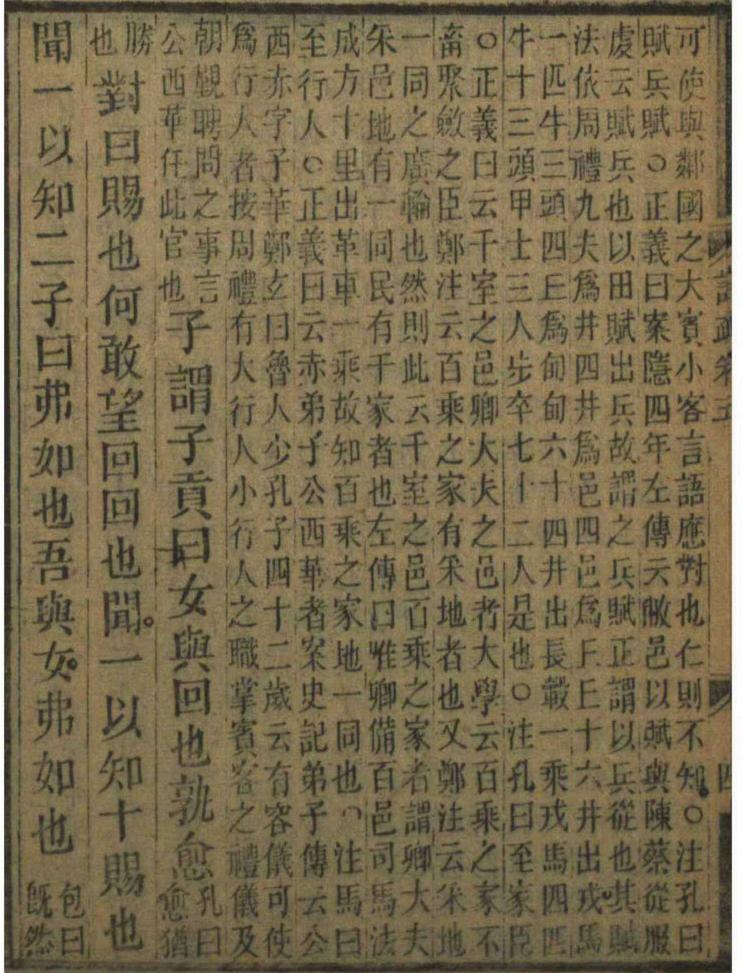 可使與鄰國之大賓小客言語應對也仁則不知○注孔曰
賦兵賦○正義曰案隱四年左傳云敝邑以賦與陳蔡從服
虔云賦兵也以田賦出兵故謂之兵賦正謂以兵從也其賦
法依周禮九夫爲井四井爲邑四邑爲丘丘十六井出戎馬
一匹牛三頭四丘爲甸甸六十四井出長轂一乘戎馬四匹
牛十三頭甲士三人步卒七十二人是也○注孔曰至家臣
○正義曰云千室之邑卿大夫之邑者大學云百乘之家不
畜聚斂之臣鄭注云百乘之家有采地者也又鄭注云采地
一同之廣輪也然則此云千室之邑百乘之家者謂卿大夫
采邑地有一同民有千家者也左傳曰唯卿備百邑司馬法
成方十里出革車一乘故知百乘之家地一同也○注馬曰
至行人○正義曰云赤弟子公西華者案史記弟子傳云公
西赤字子華鄭玄曰魯人少孔子四十二歲云有容儀可使
爲行人者按周禮有大行人小行人之職掌賓客之禮儀及
朝覲聘問之事言
公西華任此官也
子謂子貢曰女與回也孰愈
孔曰
愈猶
勝
也
對曰賜也何敢望回回也聞一以知十賜也
聞一以知二子曰弗如也吾與女弗如也
包曰
既然